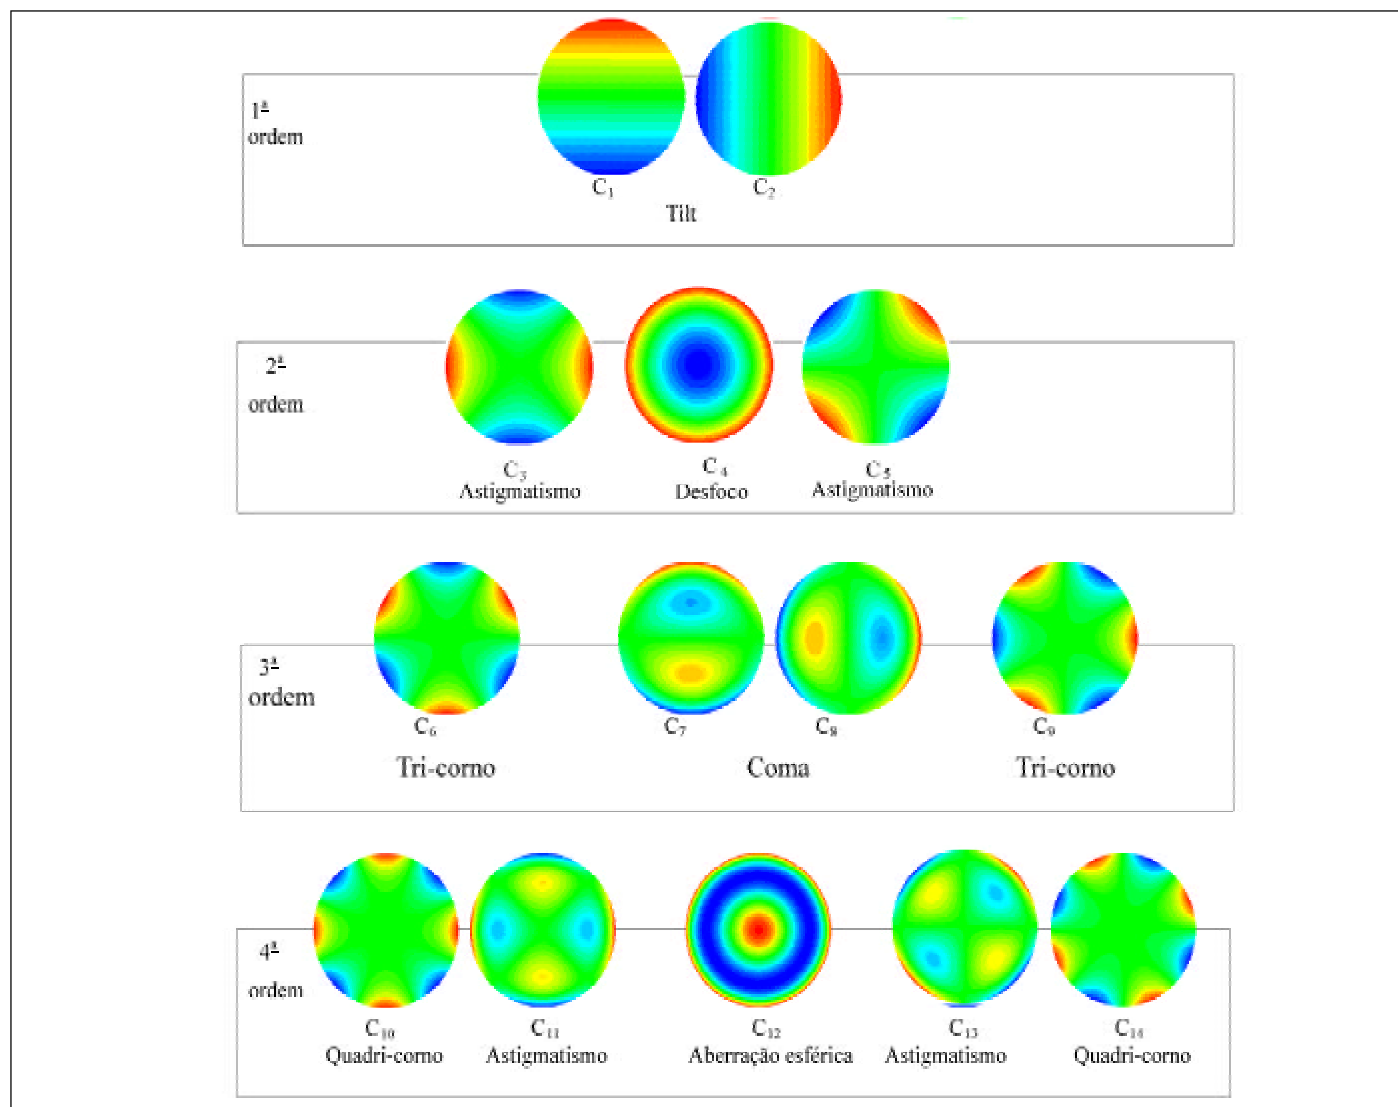 1ª
ordem
C₁ C₂
Tilt
2ª
ordem
C₃ C₄ C₅
Astigmatismo Desfoco Astigmatismo
3ª
ordem
C₆ C₇ C₈ C₉
Tri-corno Coma Tri-corno
4ª
ordem
C₁₀ C₁₁ C₁₂ C₁₃ C₁₄
Quadri-corno Astigmatismo Aberração esférica Astigmatismo Quadri-corno